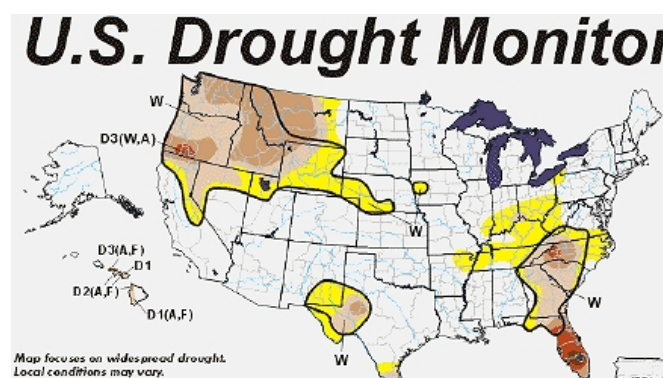 U.S. Drought Monitor
W
D3(W,A)
W
D3(A,F)
D1
D2(A,F)
D1(A,F)
W
W
Map focuses on widespread drought.
Local conditions may vary.